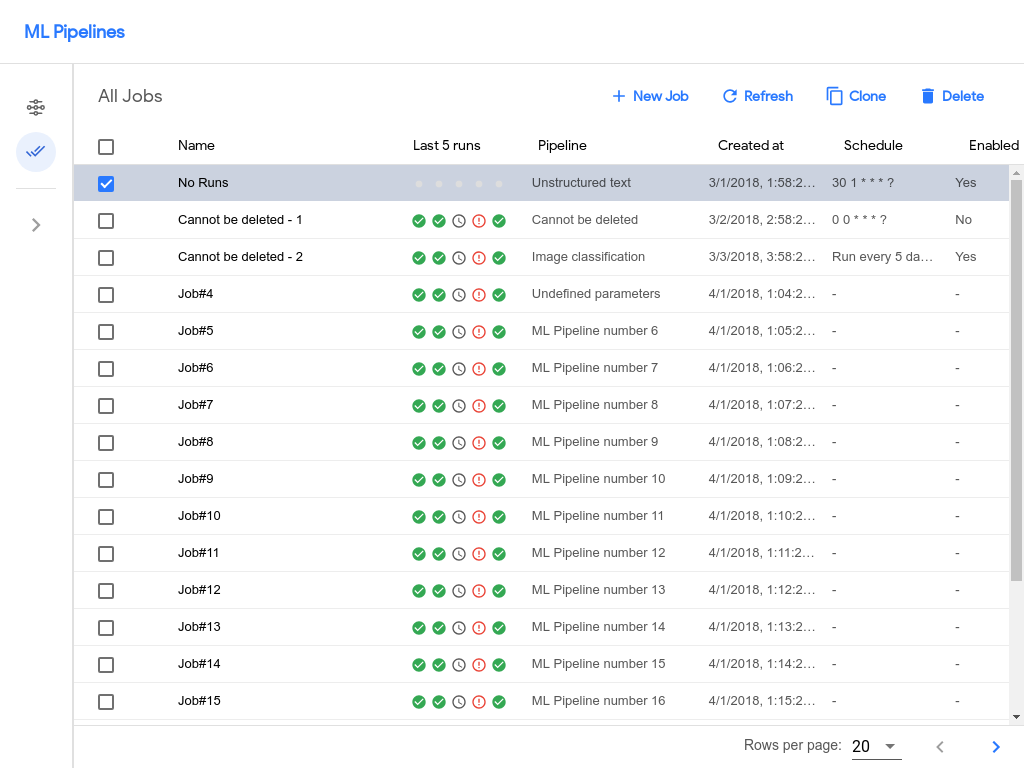 ML Pipelines
All Jobs + New Job Refresh Clone Delete
Name Last 5 runs Pipeline Created at Schedule Enabled
No Runs Unstructured text 3/1/2018, 1:58:2... 30 1 * * * ? Yes
Cannot be deleted - 1 Cannot be deleted 3/2/2018, 2:58:2... 0 0 * * * ? No
Cannot be deleted - 2 Image classification 3/3/2018, 3:58:2... Run every 5 da... Yes
Job#4 Undefined parameters 4/1/2018, 1:04:2... - -
Job#5 ML Pipeline number 6 4/1/2018, 1:05:2... - -
Job#6 ML Pipeline number 7 4/1/2018, 1:06:2... - -
Job#7 ML Pipeline number 8 4/1/2018, 1:07:2... - -
Job#8 ML Pipeline number 9 4/1/2018, 1:08:2... - -
Job#9 ML Pipeline number 10 4/1/2018, 1:09:2... - -
Job#10 ML Pipeline number 11 4/1/2018, 1:10:2... - -
Job#11 ML Pipeline number 12 4/1/2018, 1:11:2... - -
Job#12 ML Pipeline number 13 4/1/2018, 1:12:2... - -
Job#13 ML Pipeline number 14 4/1/2018, 1:13:2... - -
Job#14 ML Pipeline number 15 4/1/2018, 1:14:2... - -
Job#15 ML Pipeline number 16 4/1/2018, 1:15:2... - -
Rows per page: 20